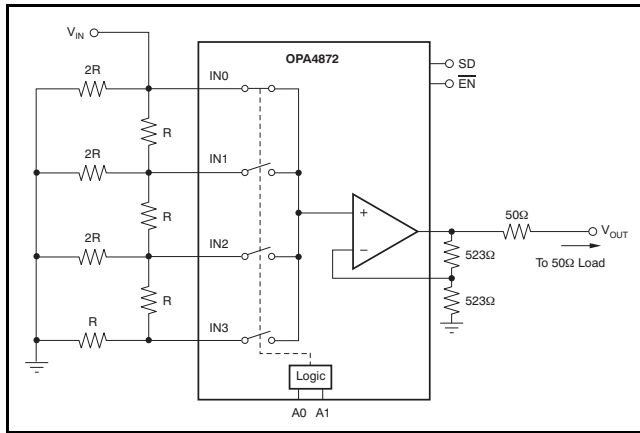 V_IN
OPA4872
SD
EN
2R
IN0
R
2R
IN1
R
2R
IN2
R
R
IN3
+
−
50Ω
V_OUT
To 50Ω Load
523Ω
523Ω
Logic
A0 A1